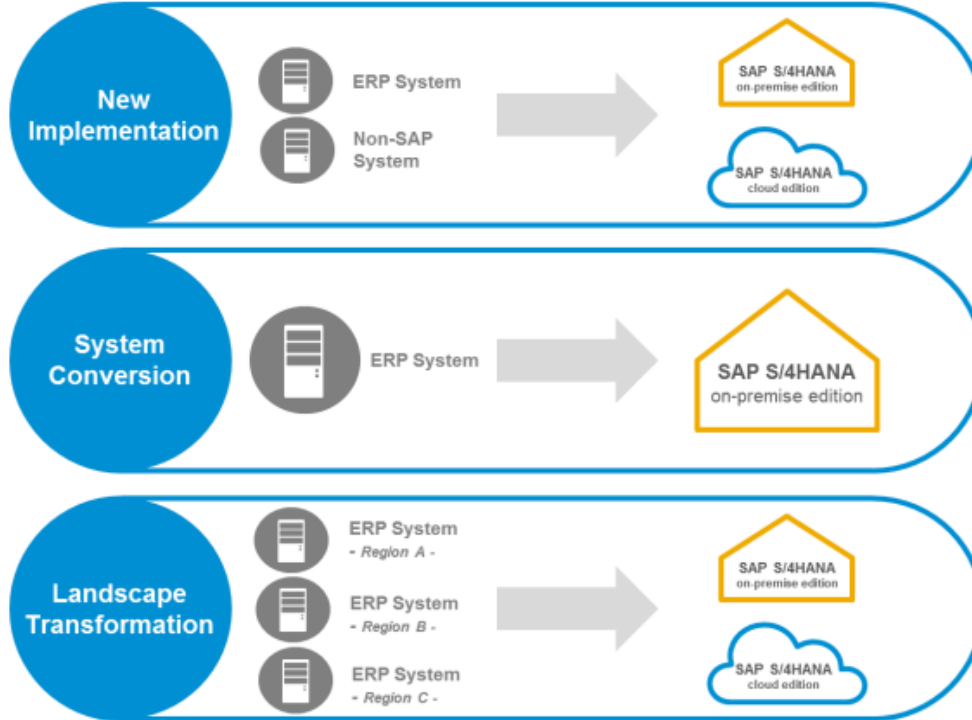 New
Implementation
ERP System
Non-SAP
System
SAP S/4HANA
on-premise edition
SAP S/4HANA
cloud edition
System
Conversion
ERP System
SAP S/4HANA
on-premise edition
Landscape
Transformation
ERP System
- Region A -
ERP System
- Region B -
ERP System
- Region C -
SAP S/4HANA
on-premise edition
SAP S/4HANA
cloud edition